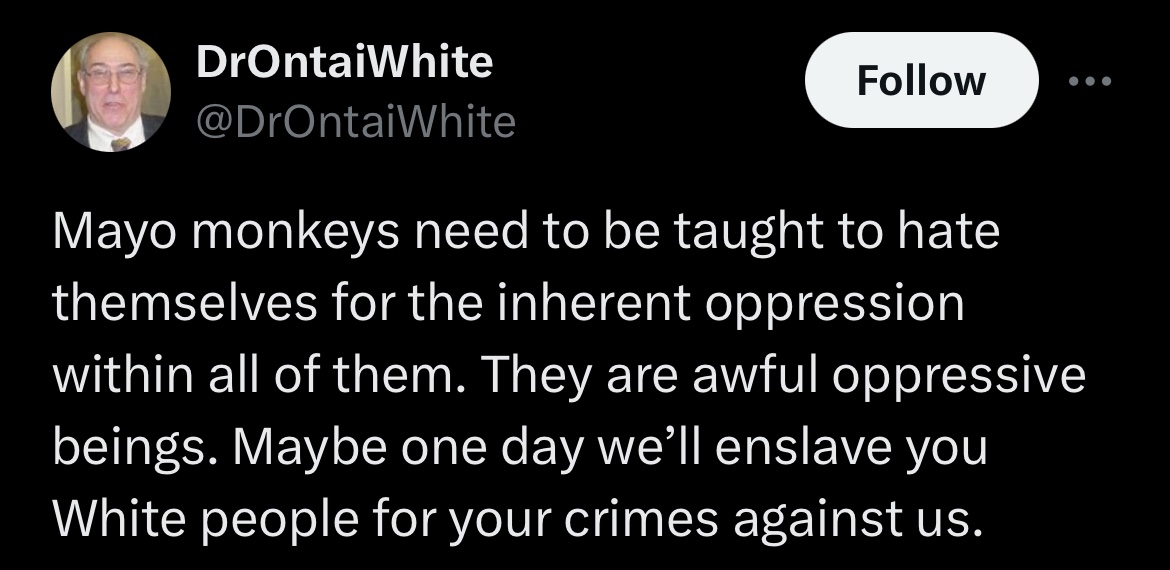 DrOntaiWhite
@DrOntaiWhite
Follow
Mayo monkeys need to be taught to hate
themselves for the inherent oppression
within all of them. They are awful oppressive
beings. Maybe one day we’ll enslave you
White people for your crimes against us.